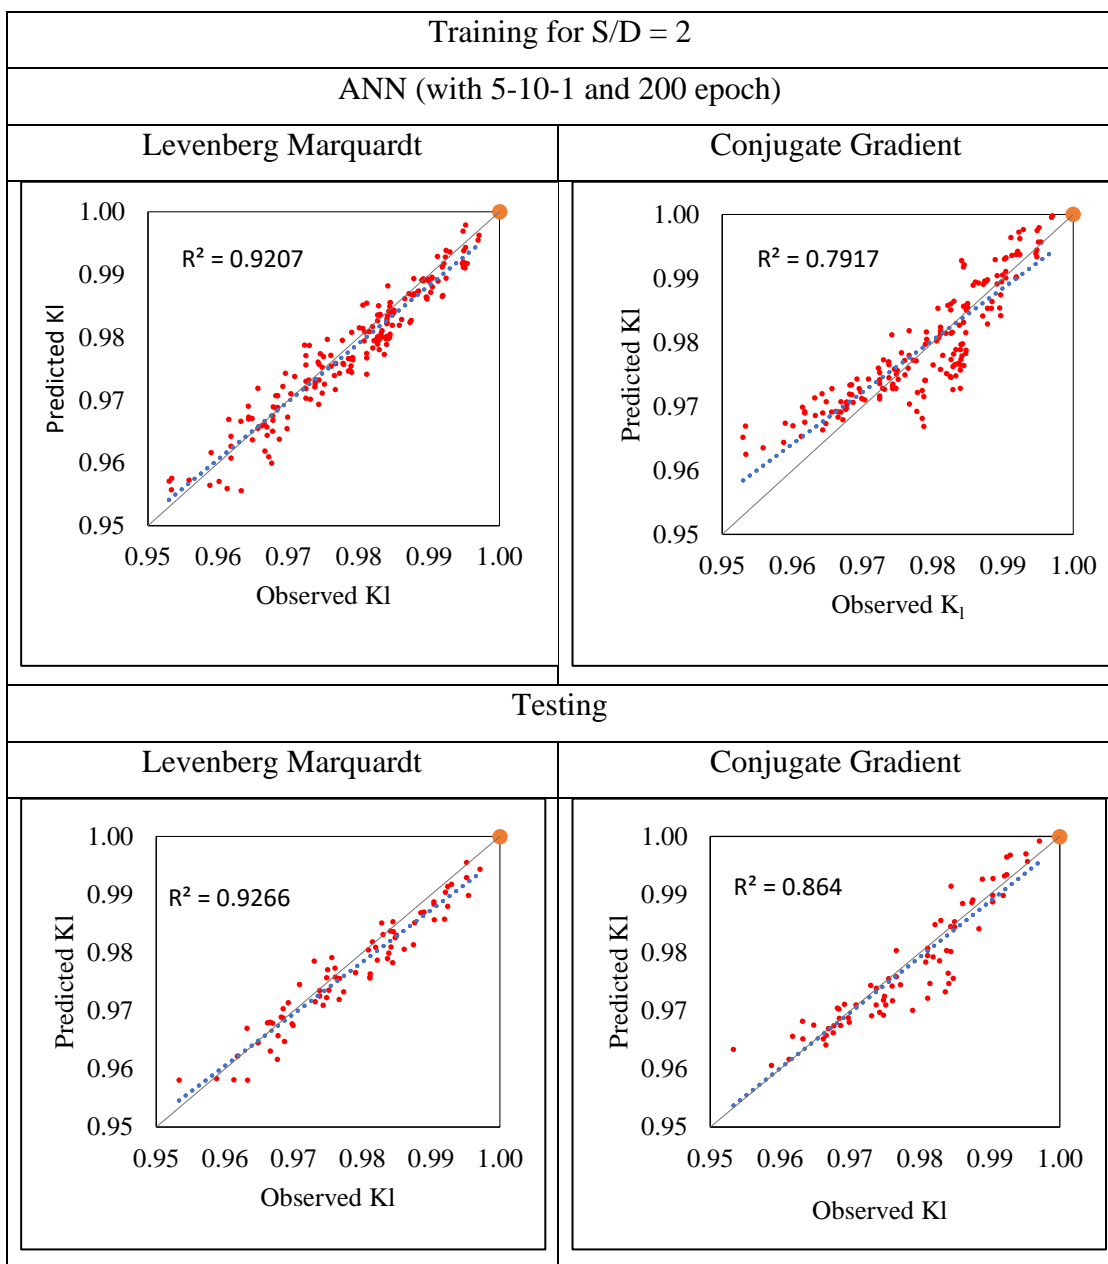 Training for S/D = 2
ANN (with 5-10-1 and 200 epoch)
Levenberg Marquardt
Conjugate Gradient
1.00
0.99
0.98
0.97
0.96
0.95
Predicted Kl
R² = 0.9207
0.95 0.96 0.97 0.98 0.99 1.00
Observed Kl
1.00
0.99
0.98
0.97
0.96
0.95
Predicted Kl
R² = 0.7917
0.95 0.96 0.97 0.98 0.99 1.00
Observed Kₗ
Testing
Levenberg Marquardt
Conjugate Gradient
1.00
0.99
0.98
0.97
0.96
0.95
Predicted Kl
R² = 0.9266
0.95 0.96 0.97 0.98 0.99 1.00
Observed Kl
1.00
0.99
0.98
0.97
0.96
0.95
Predicted Kl
R² = 0.864
0.95 0.96 0.97 0.98 0.99 1.00
Observed Kl